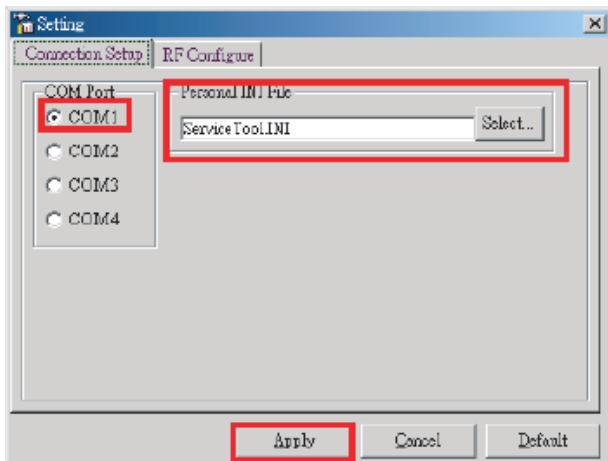 Setting
Connection Setup
RF Configure
COM Port
COM1
COM2
COM3
COM4
Personal INI File
ServiceTool.INI
Select...
Apply
Cancel
Default